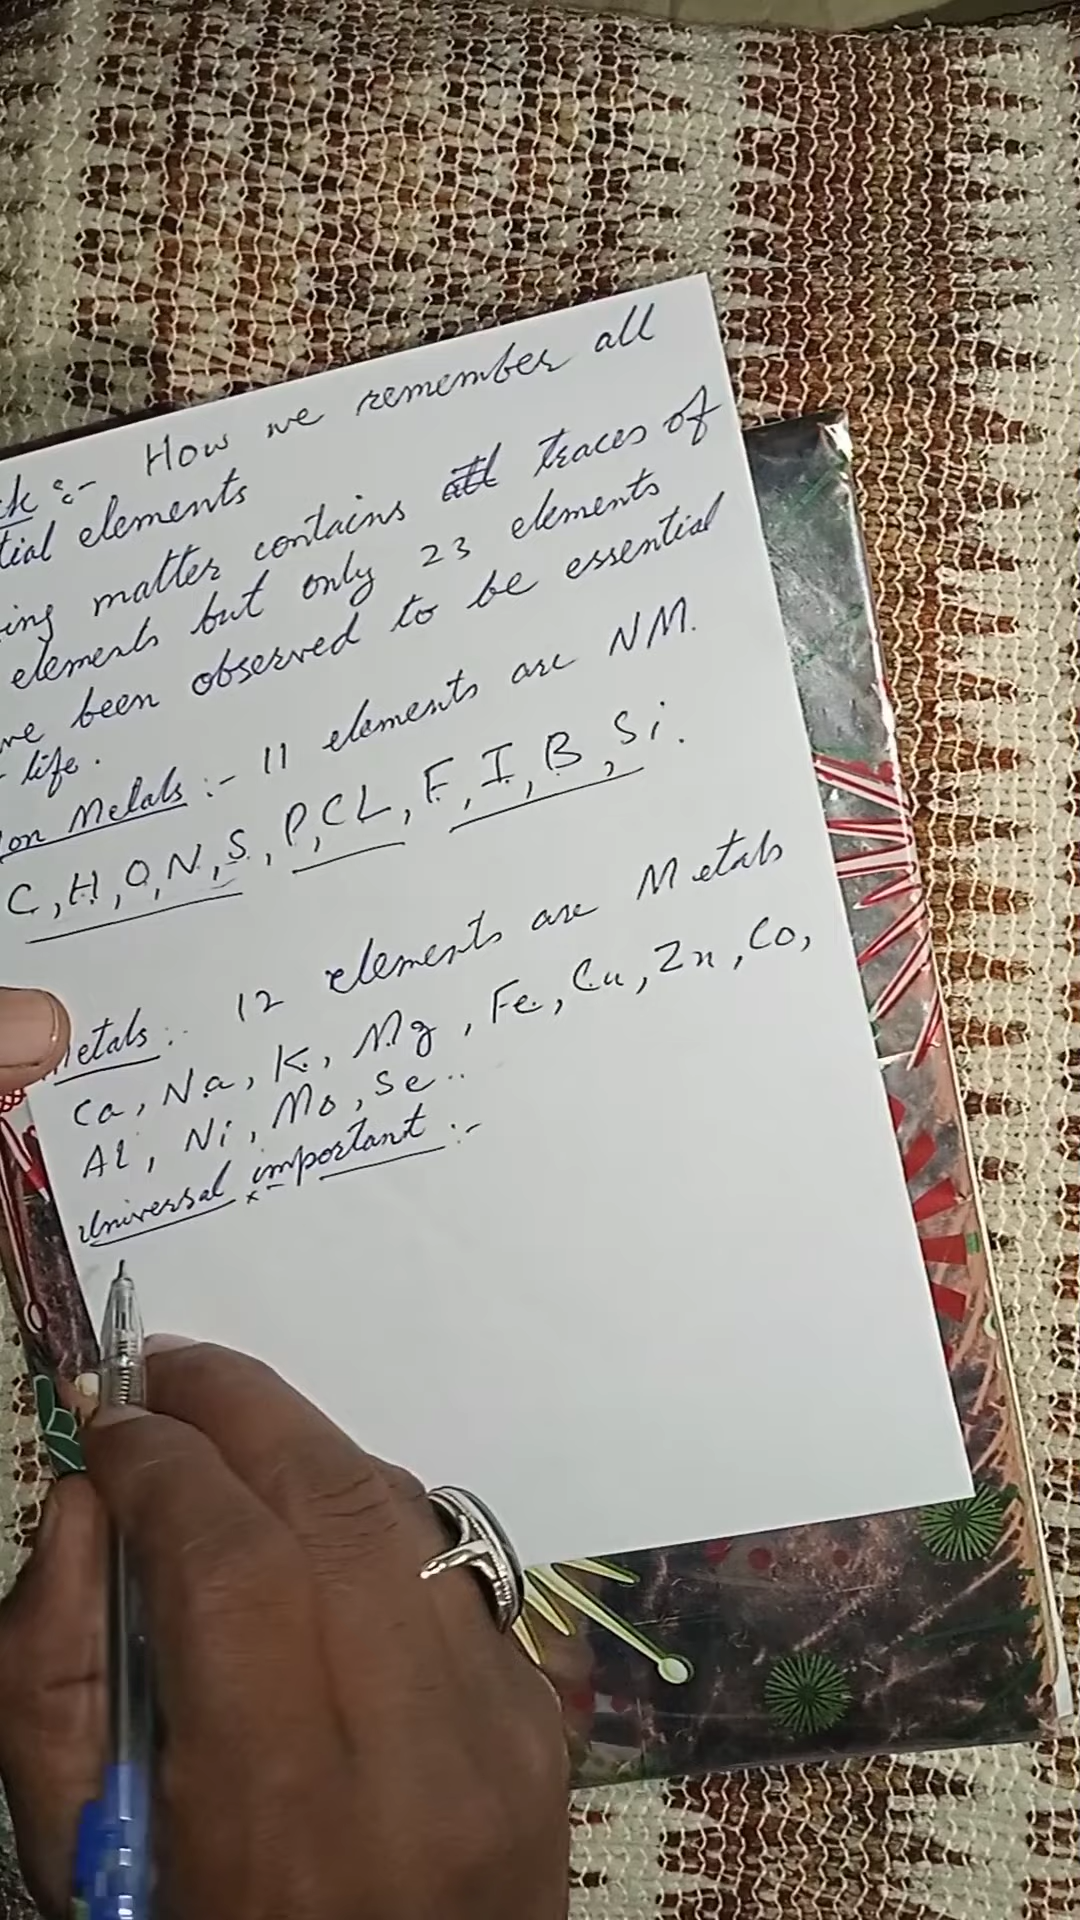 ck :- How we remember all
tial elements
ing matter contains all traces of
elements but only 23 elements
ve been observed to be essential
life.
on Metals :- 11 elements are NM.
C, H, O, N, S, P, CL, F, I, B, Si.
etals :- 12 elements are Metals
Ca, Na, K, Mg, Fe, Cu, Zn, Co,
Al, Ni, Mo, Se..
Universal important :-